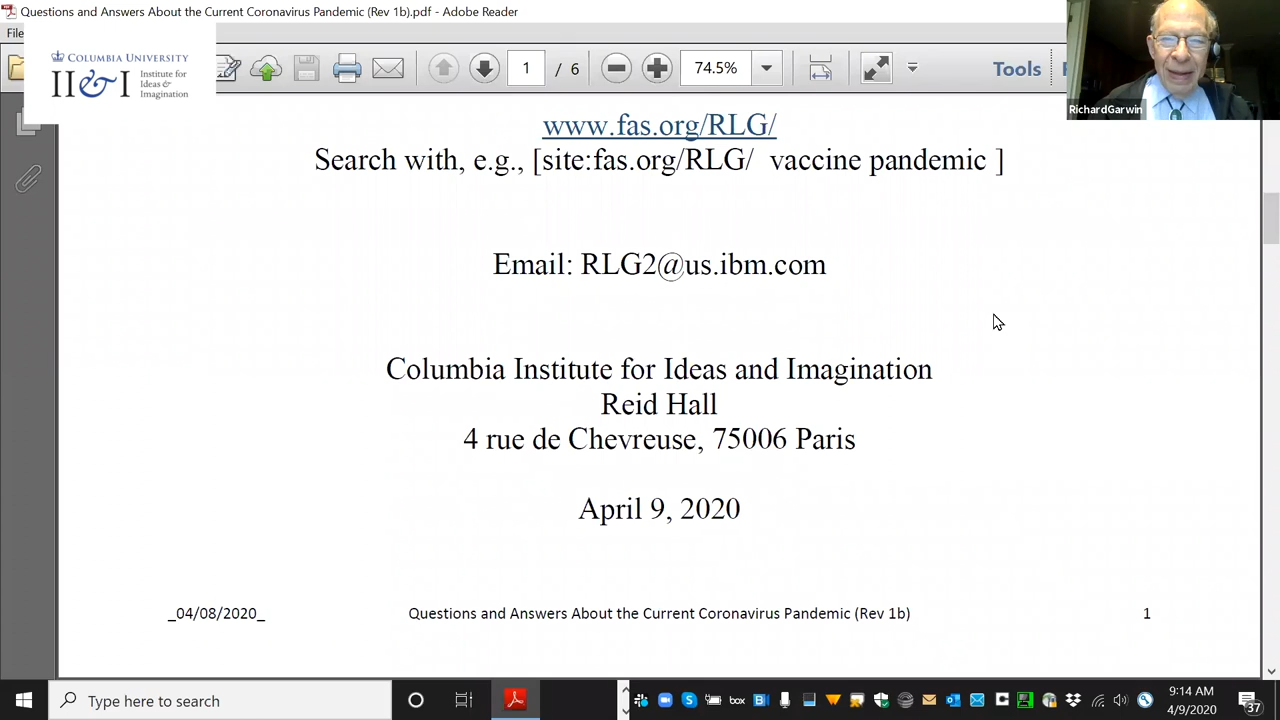 Questions and Answers About the Current Coronavirus Pandemic (Rev 1b).pdf - Adobe Reader
File
COLUMBIA UNIVERSITY
II&I
Institute for
Ideas &
Imagination
1 / 6
74.5%
Tools
RichardGarwin
www.fas.org/RLG/
Search with, e.g., [site:fas.org/RLG/ vaccine pandemic ]
Email: RLG2@us.ibm.com
Columbia Institute for Ideas and Imagination
Reid Hall
4 rue de Chevreuse, 75006 Paris
April 9, 2020
_04/08/2020_ Questions and Answers About the Current Coronavirus Pandemic (Rev 1b) 1
Type here to search
box
9:14 AM
4/9/2020
37